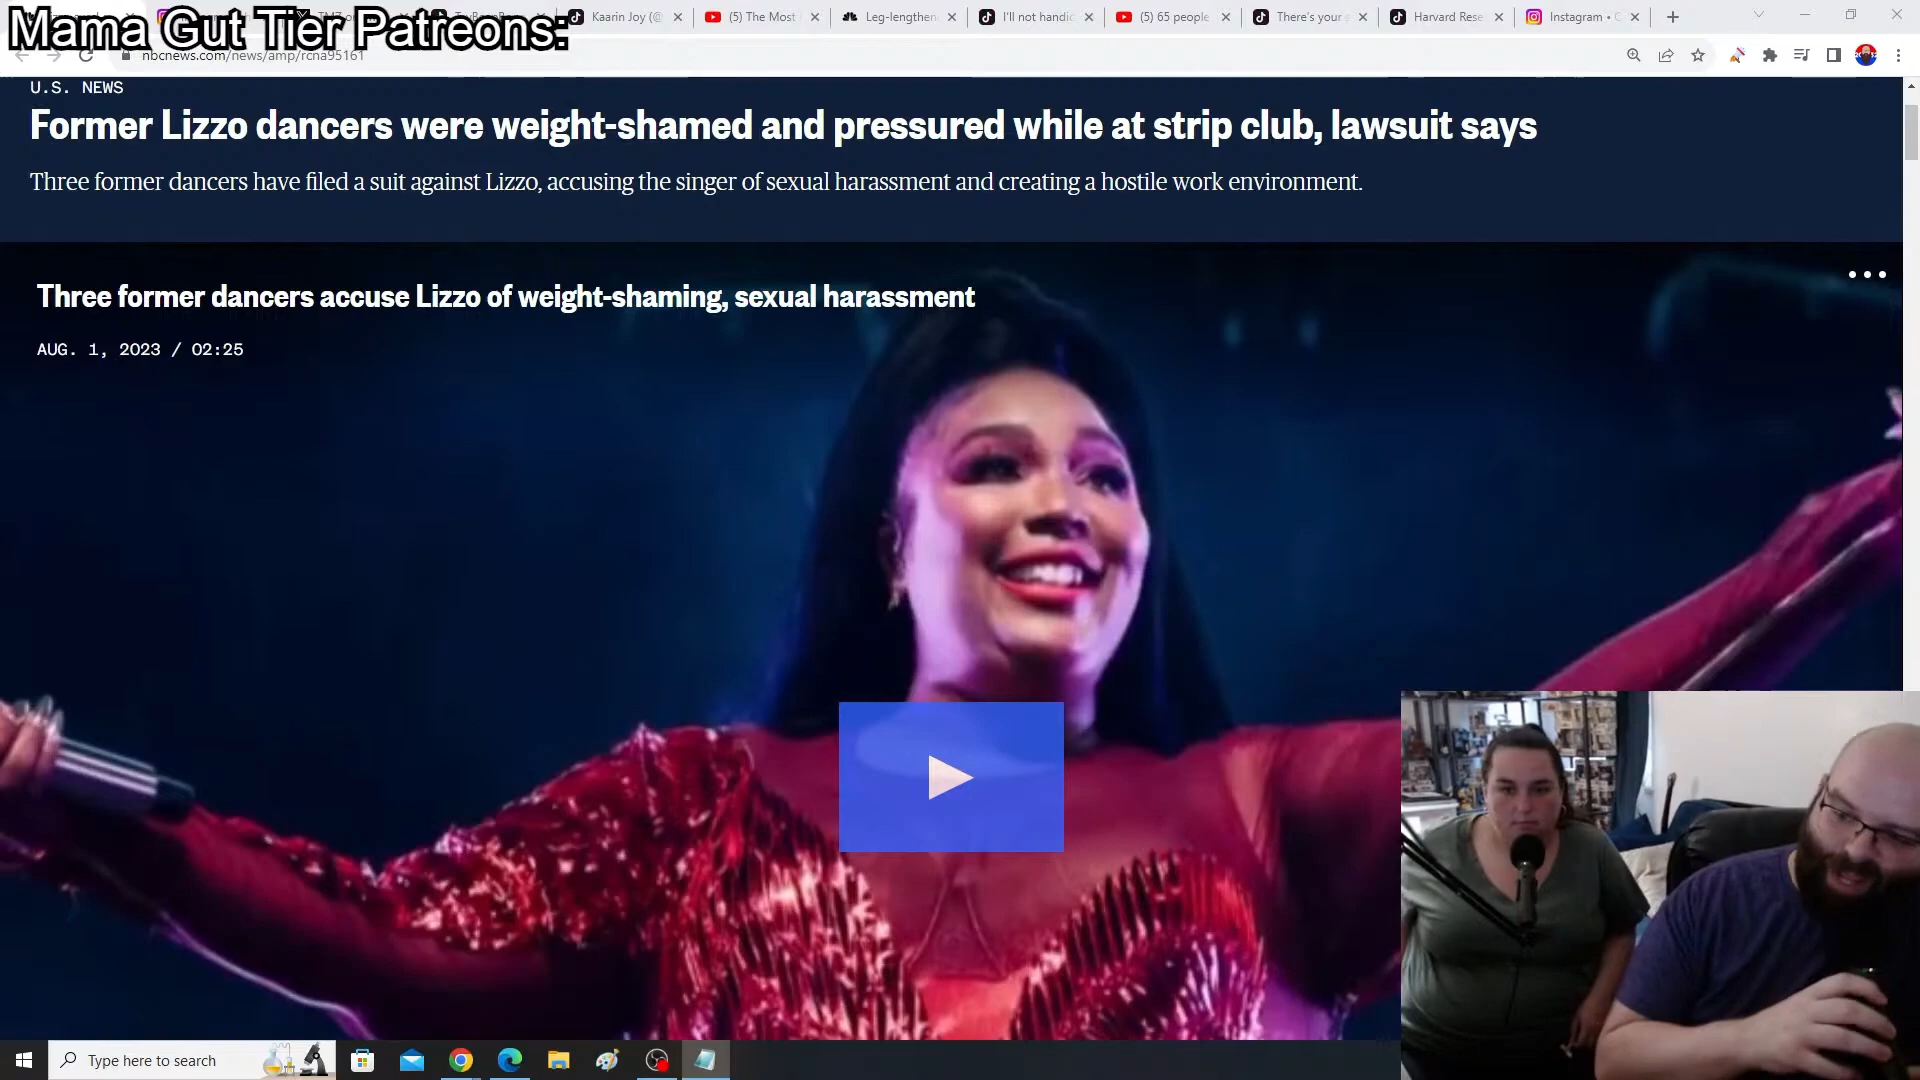 Mama Gut Tier Patreons:
Kaarin Joy (@
(5) The Most
Leg-lengthen
I'll not handic
(5) 65 people
There's your
Harvard Rese
Instagram • C
nbcnews.com/news/amp/rcna95161
U.S. NEWS
Former Lizzo dancers were weight-shamed and pressured while at strip club, lawsuit says
Three former dancers have filed a suit against Lizzo, accusing the singer of sexual harassment and creating a hostile work environment.
Three former dancers accuse Lizzo of weight-shaming, sexual harassment
AUG. 1, 2023 / 02:25
Type here to search